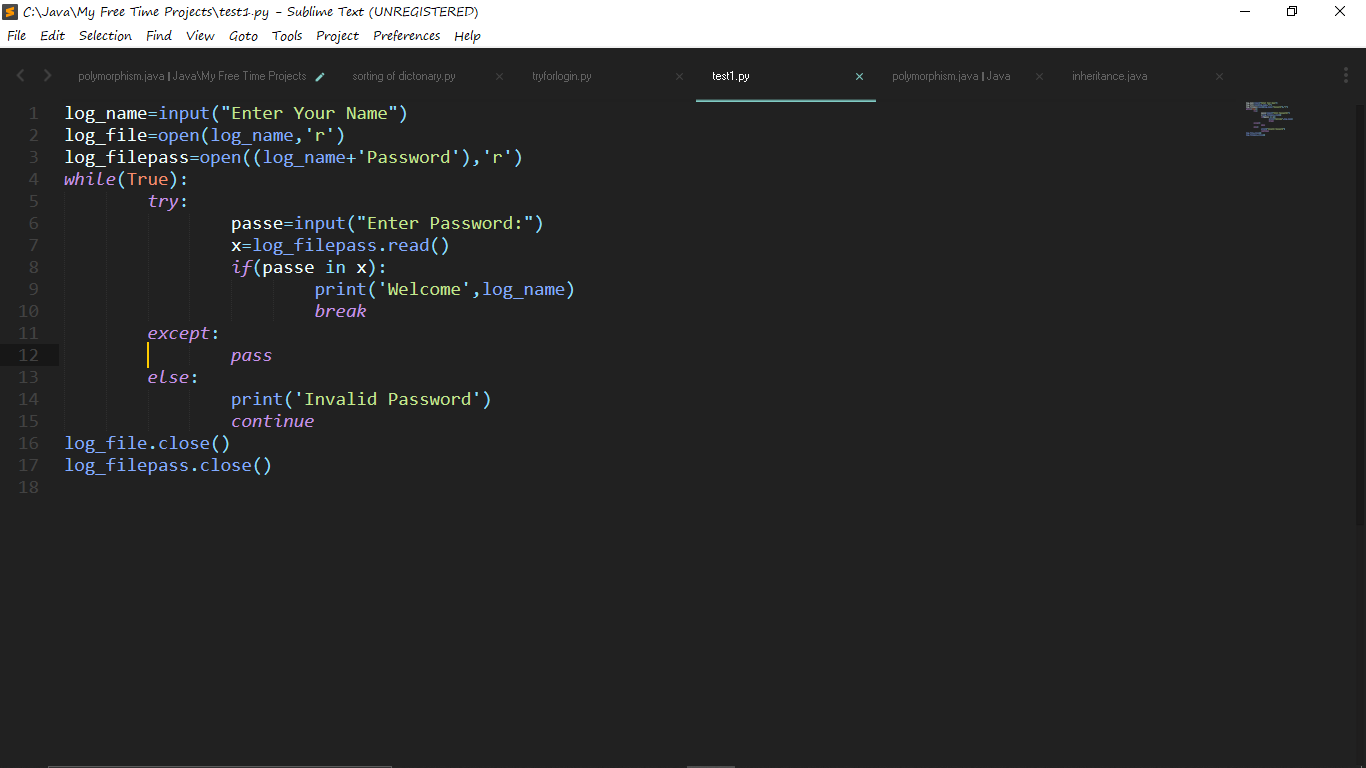 C:\Java\My Free Time Projects\test1.py - Sublime Text (UNREGISTERED)
File Edit Selection Find View Goto Tools Project Preferences Help
polymorphism.java | Java\My Free Time Projects sorting of dictonary.py tryforlogin.py test1.py polymorphism.java | Java inheritance.java
1 log_name=input("Enter Your Name")
2 log_file=open(log_name,'r')
3 log_filepass=open((log_name+'Password'),'r')
4 while(True):
5 try:
6 passe=input("Enter Password:")
7 x=log_filepass.read()
8 if(passe in x):
9 print('Welcome',log_name)
10 break
11 except:
12 pass
13 else:
14 print('Invalid Password')
15 continue
16 log_file.close()
17 log_filepass.close()
18